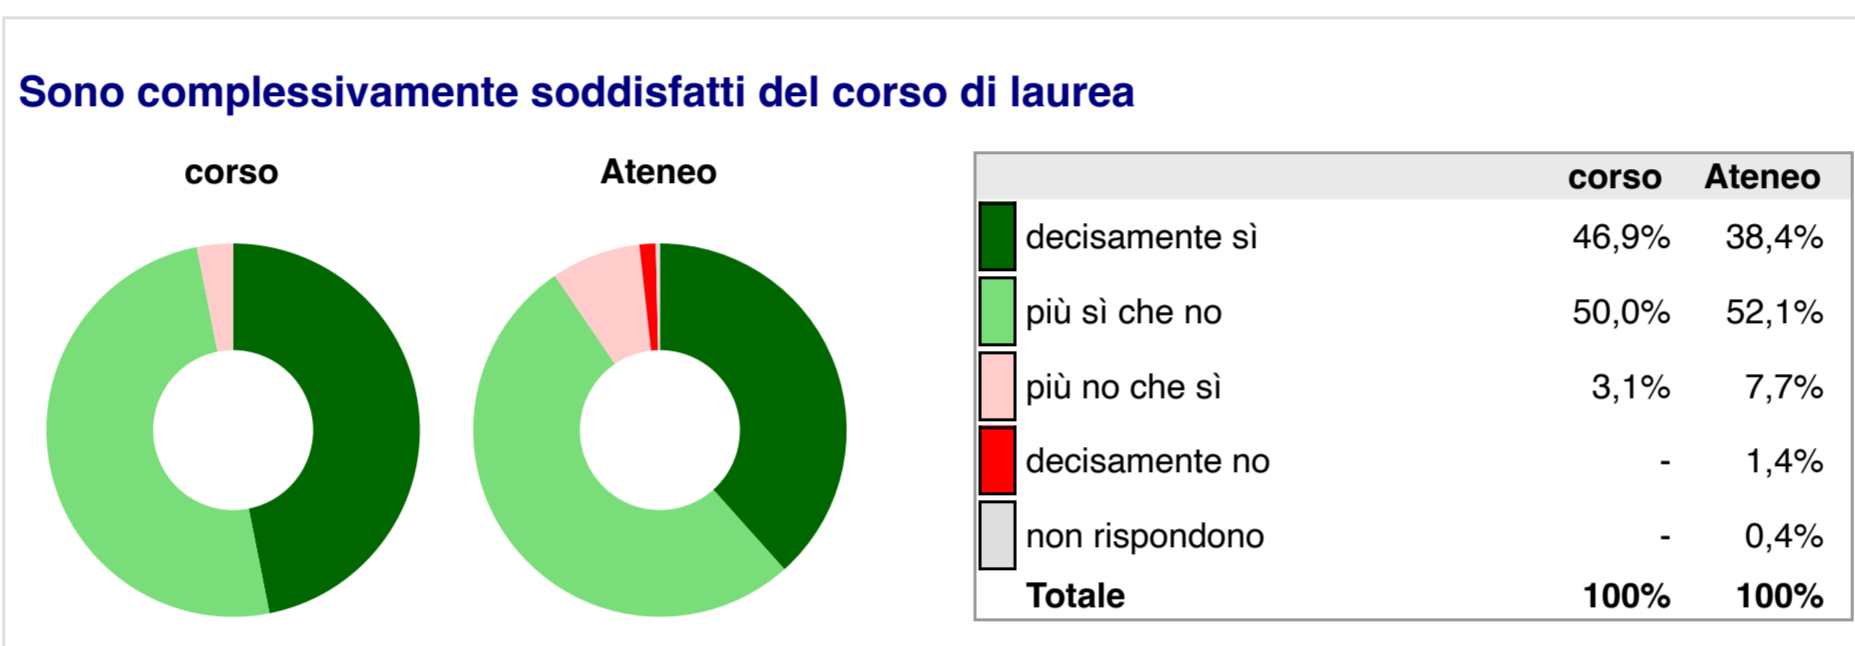 Sono complessivamente soddisfatti del corso di laurea
corso Ateneo
corso Ateneo
decisamente sì 46,9% 38,4%
più sì che no 50,0% 52,1%
più no che sì 3,1% 7,7%
decisamente no - 1,4%
non rispondono - 0,4%
Totale 100% 100%